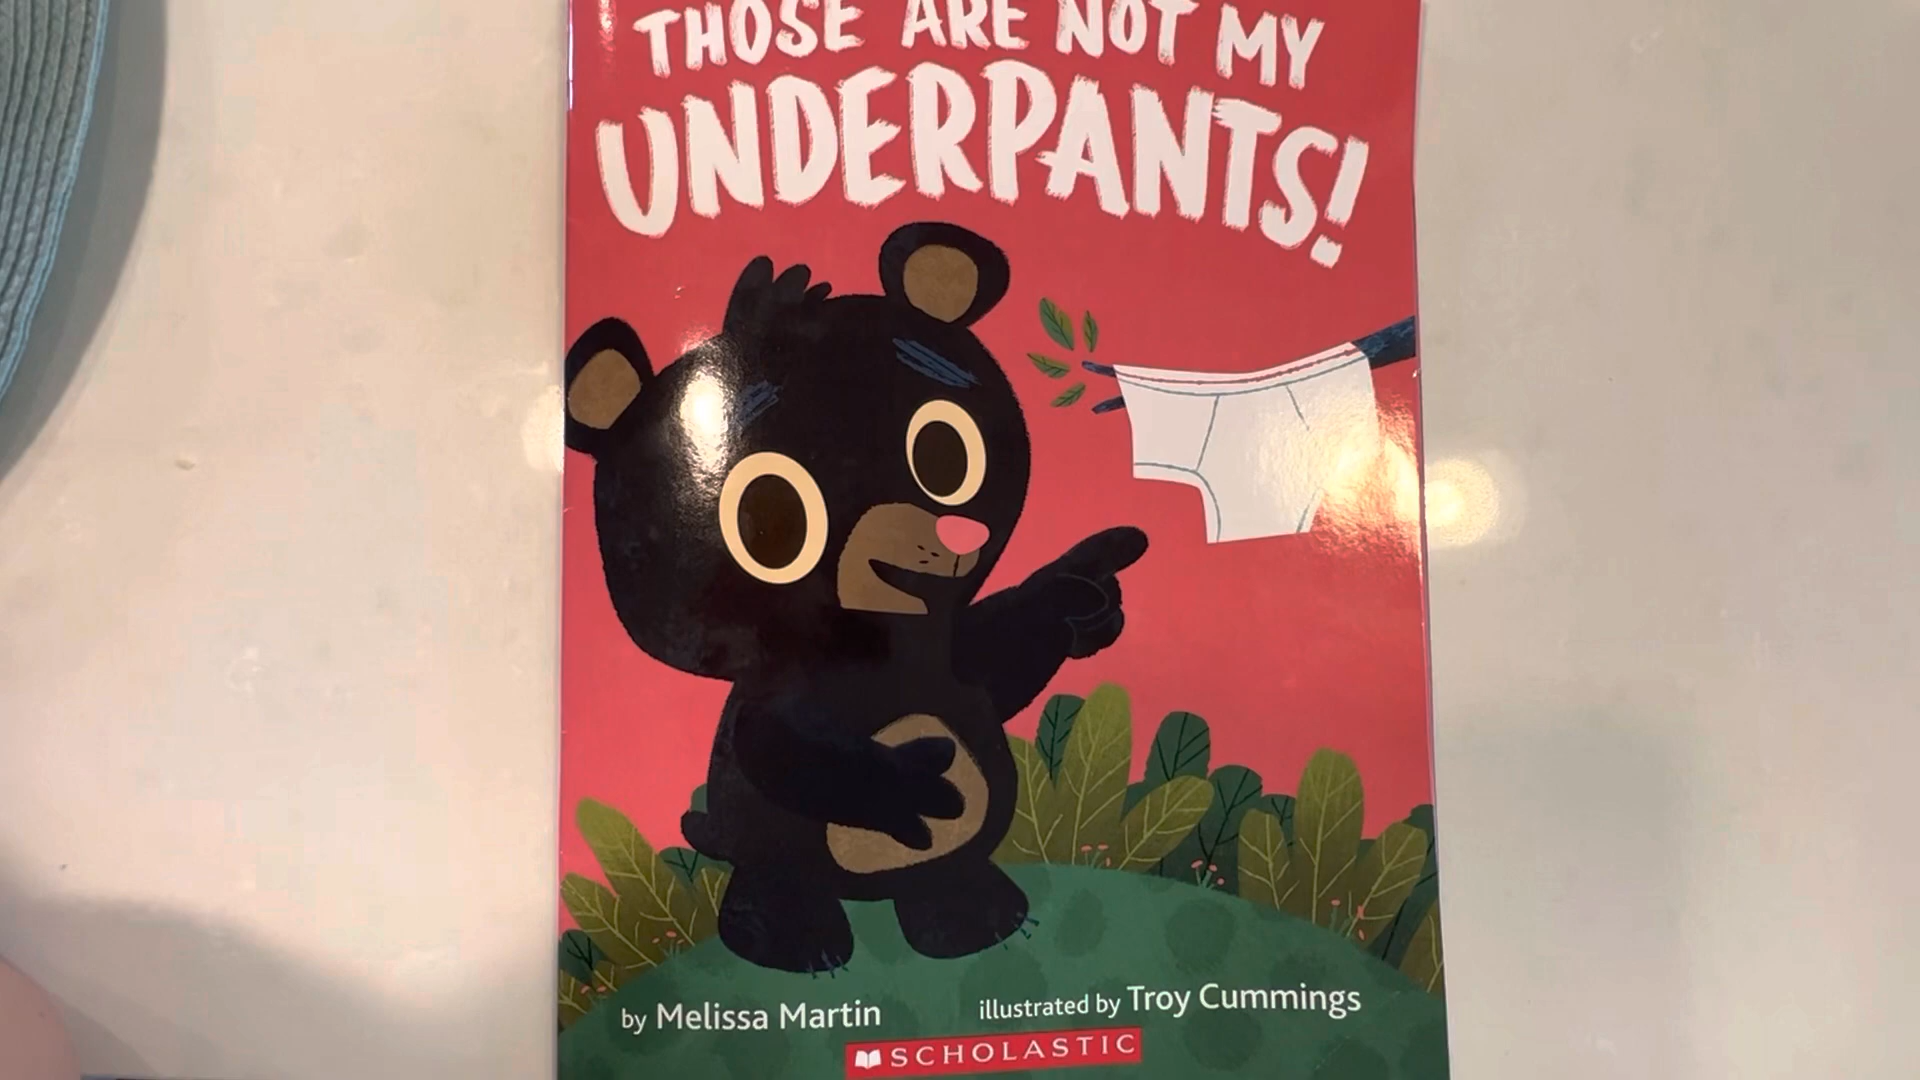 THOSE ARE NOT MY
UNDERPANTS!
by Melissa Martin
illustrated by Troy Cummings
SCHOLASTIC